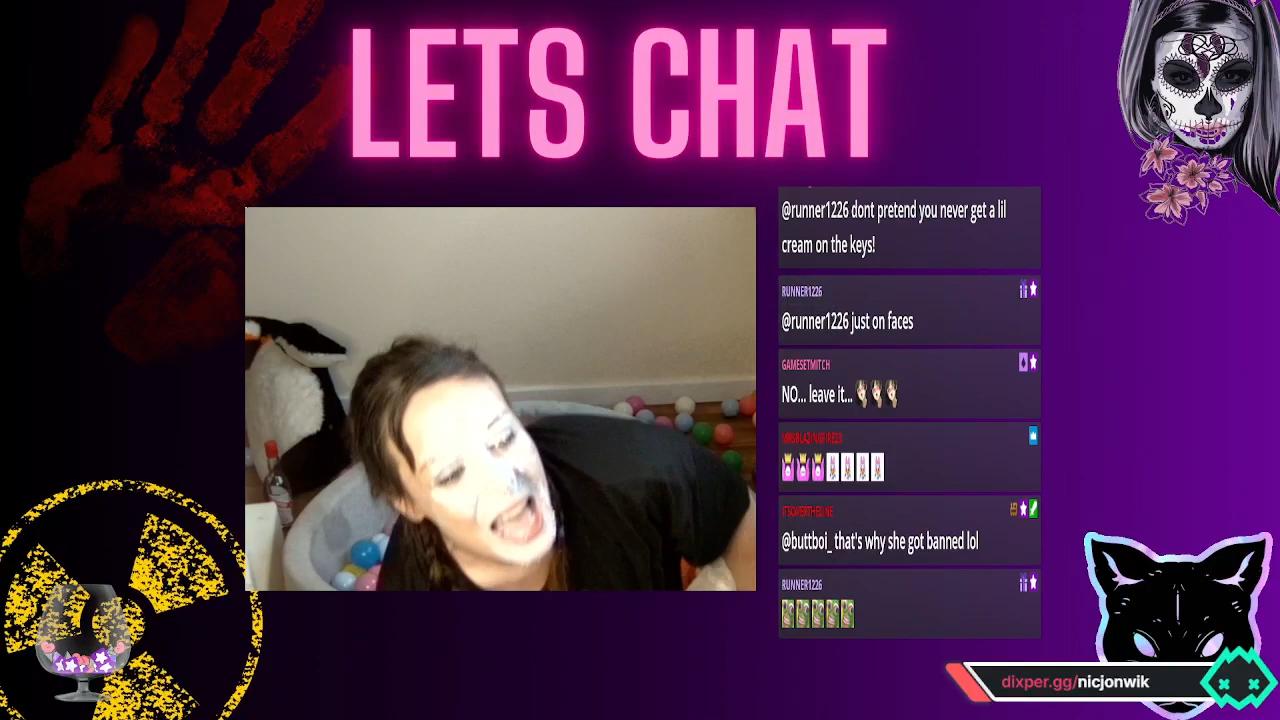 LETS CHAT
@runner1226 dont pretend you never get a lil
cream on the keys!
RUNNER1226
@runner1226 just on faces
GAMESETMITCH
NO... leave it...
ITSOVERTHELINE
@buttboi_ that's why she got banned lol
RUNNER1226
dixper.gg/nicjonwik